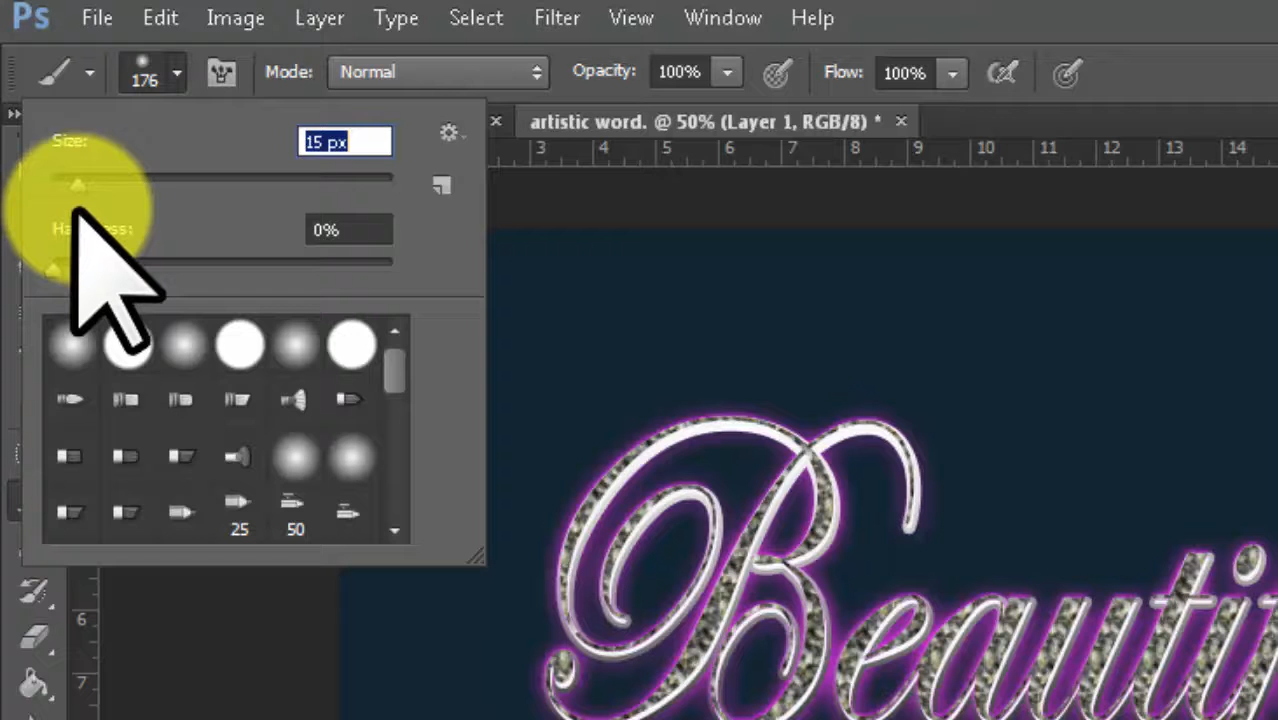 Ps File Edit Image Layer Type Select Filter View Window Help
176 Mode: Normal Opacity: 100% Flow: 100%
Size: 15 px
× artistic word. @ 50% (Layer 1, RGB/8) * ×
3 4 5 6 7 8 9 10 11 12 13 14
0%
25 50
6
7
Beauti